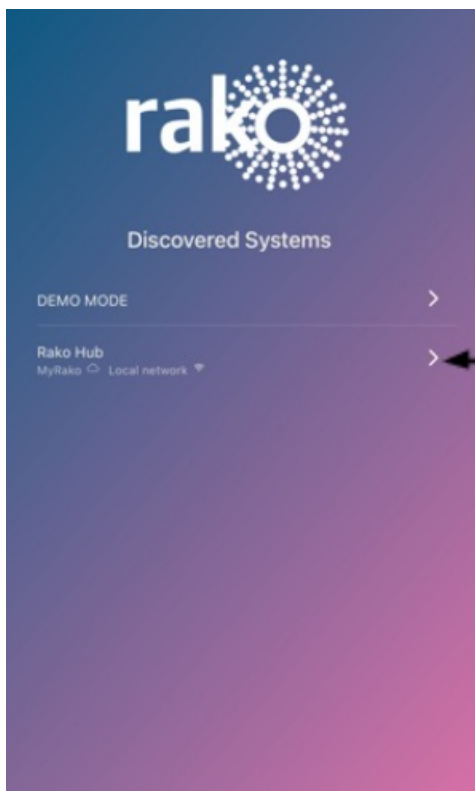 rako
Discovered Systems
DEMO MODE
Rako Hub
MyRako Local network